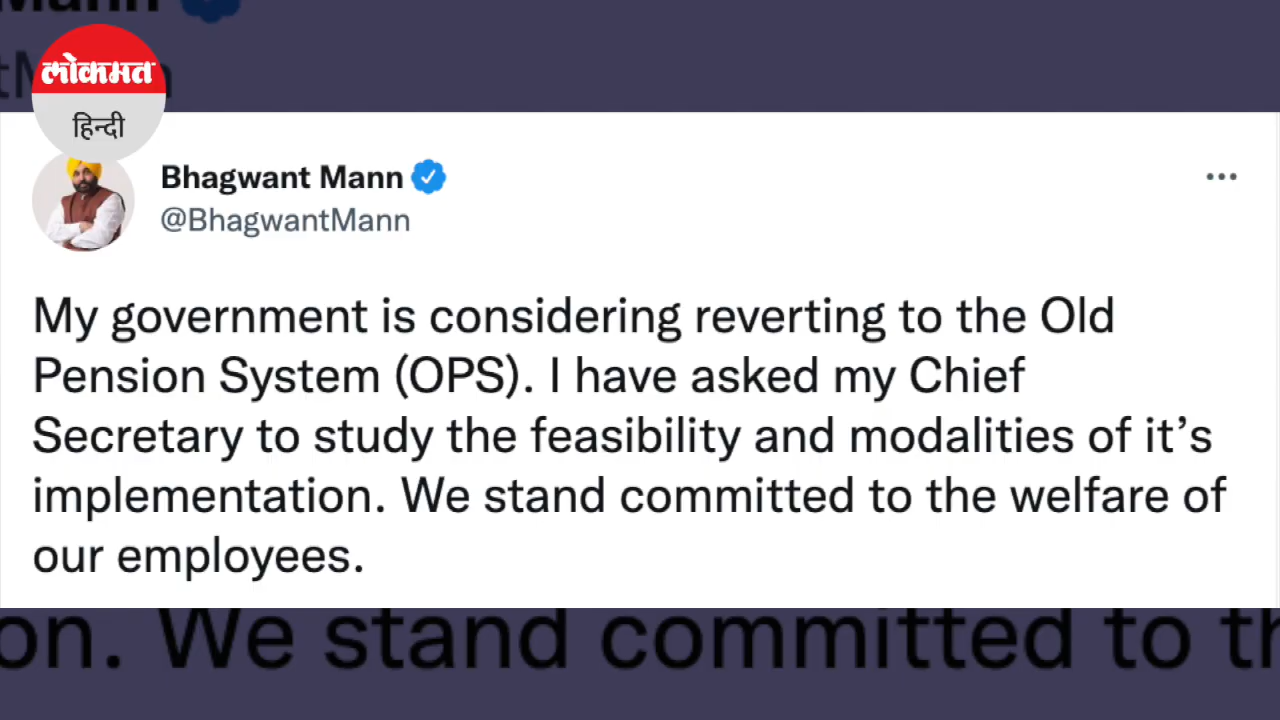 Mann
लोकमत
हिन्दी
Bhagwant Mann
@BhagwantMann
My government is considering reverting to the Old
Pension System (OPS). I have asked my Chief
Secretary to study the feasibility and modalities of it’s
implementation. We stand committed to the welfare of
our employees.
on. We stand committed to th